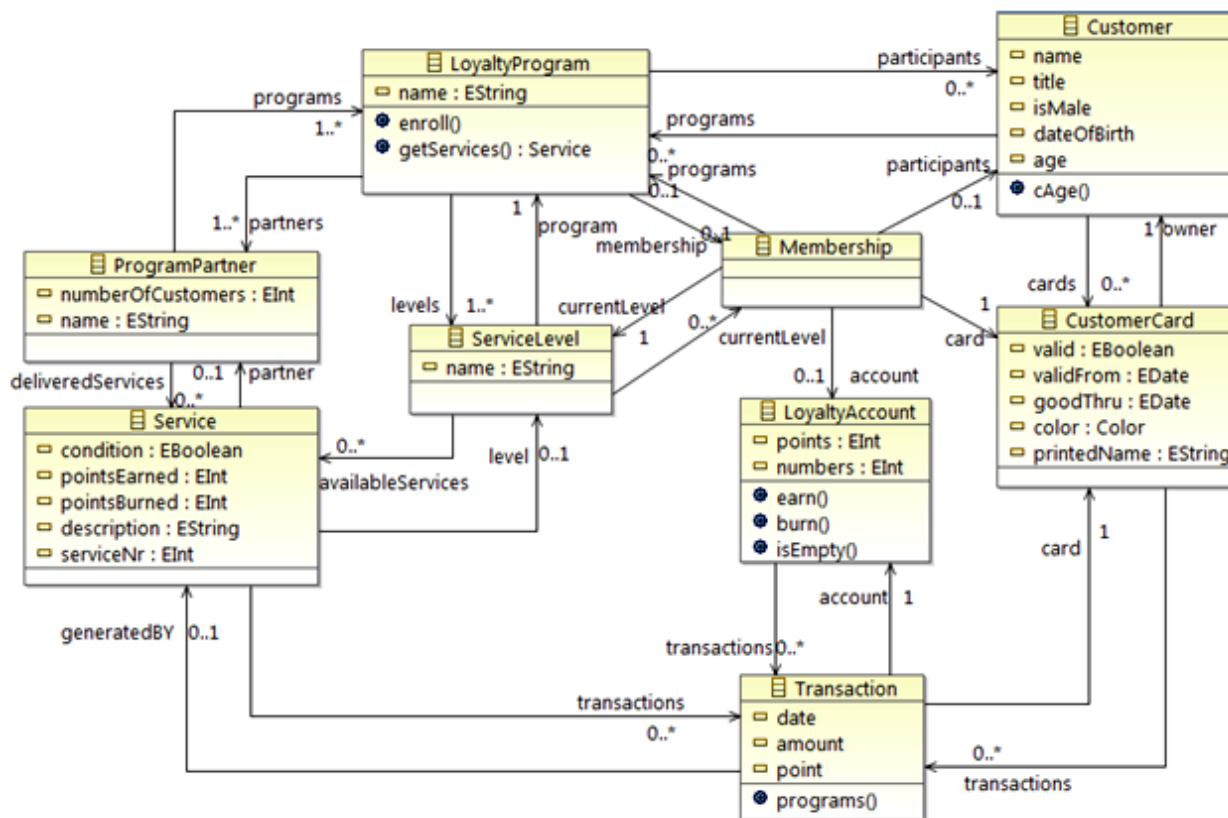 Customer
name
title
isMale
dateOfBirth
age
cAge()
LoyaltyProgram
name : EString
enroll()
getServices() : Service
participants
0..*
programs
0..*
programs
1..*
programs
0..1
participants
0..1
1..* partners
1
program
membership
0..1
Membership
1 owner
cards
0..*
ProgramPartner
numberOfCustomers : EInt
name : EString
levels
1..*
currentLevel
1
0..*
currentLevel
1
card
ServiceLevel
name : EString
CustomerCard
valid : EBoolean
validFrom : EDate
goodThru : EDate
color : Color
printedName : EString
deliveredServices
0..*
0..1
partner
0..1
account
Service
condition : EBoolean
pointsEarned : EInt
pointsBurned : EInt
description : EString
serviceNr : EInt
0..*
availableServices
level
0..1
LoyaltyAccount
points : EInt
numbers : EInt
earn()
burn()
isEmpty()
card
1
generatedBY
0..1
account
1
transactions
0..*
transactions
0..*
Transaction
date
amount
point
programs()
0..*
transactions